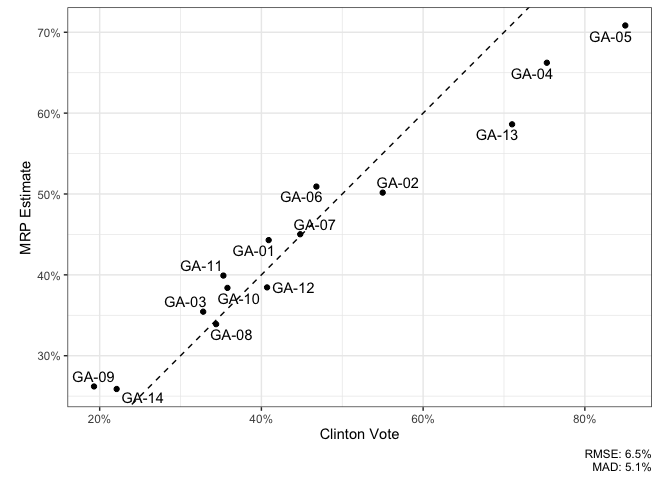 70%
60%
50%
40%
30%
MRP Estimate
GA-05
GA-04
GA-13
GA-02
GA-06
GA-07
GA-01
GA-11
GA-10
GA-12
GA-03
GA-08
GA-09
GA-14
20%
40%
60%
80%
Clinton Vote
RMSE: 6.5%
MAD: 5.1%